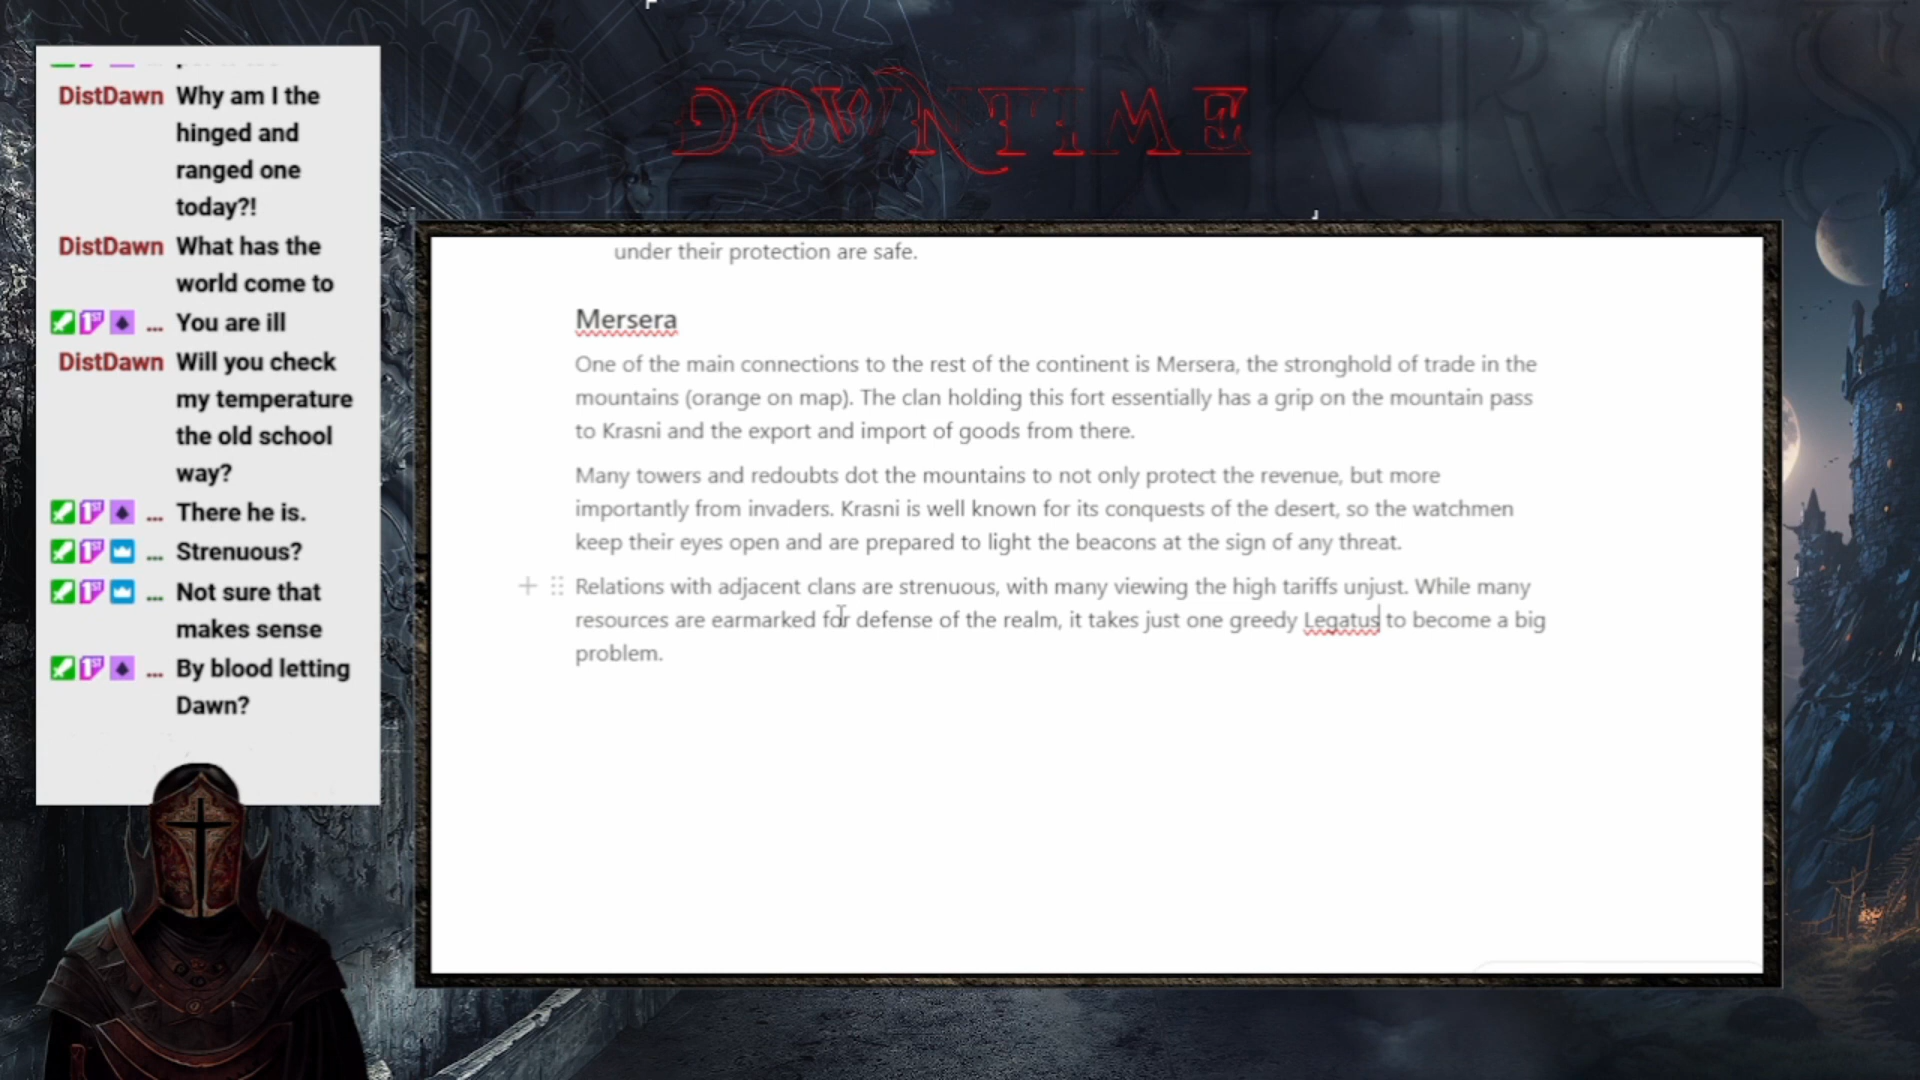 DOWNTIME
DistDawn Why am I the
hinged and
ranged one
today?!
DistDawn What has the
world come to
... You are ill
DistDawn Will you check
my temperature
the old school
way?
... There he is.
... Strenuous?
... Not sure that
makes sense
... By blood letting
Dawn?
under their protection are safe.
Mersera
One of the main connections to the rest of the continent is Mersera, the stronghold of trade in the
mountains (orange on map). The clan holding this fort essentially has a grip on the mountain pass
to Krasni and the export and import of goods from there.
Many towers and redoubts dot the mountains to not only protect the revenue, but more
importantly from invaders. Krasni is well known for its conquests of the desert, so the watchmen
keep their eyes open and are prepared to light the beacons at the sign of any threat.
Relations with adjacent clans are strenuous, with many viewing the high tariffs unjust. While many
resources are earmarked for defense of the realm, it takes just one greedy Legatus to become a big
problem.